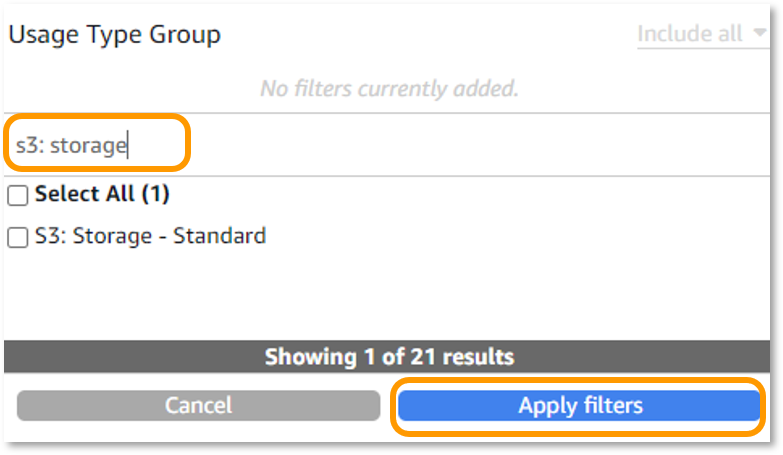 Usage Type Group
Include all
No filters currently added.
s3: storage
Select All (1)
S3: Storage - Standard
Showing 1 of 21 results
Cancel
Apply filters